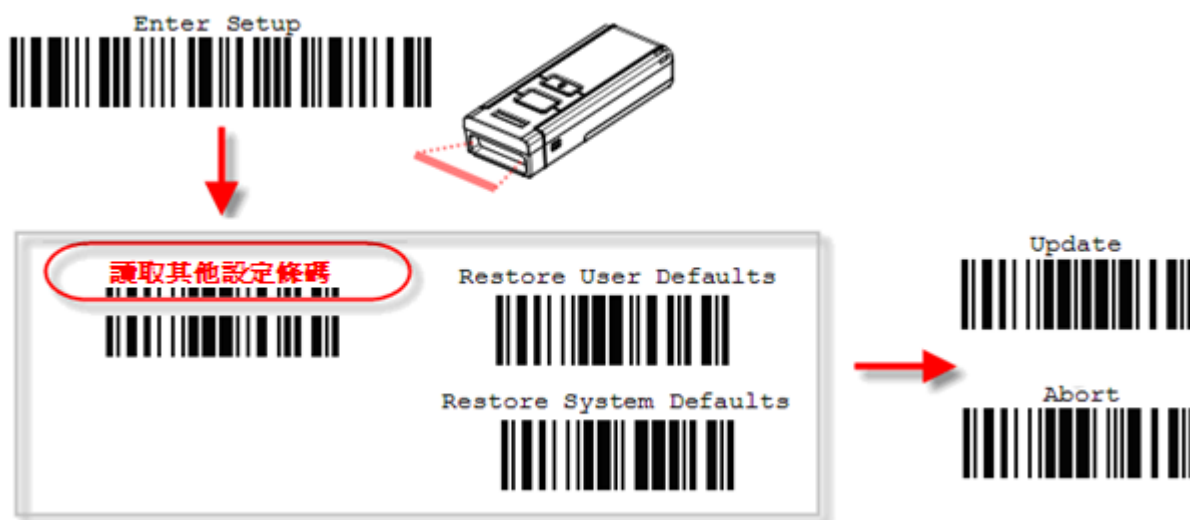 Enter Setup
讀取其他設定條碼
Restore User Defaults
Restore System Defaults
Update
Abort